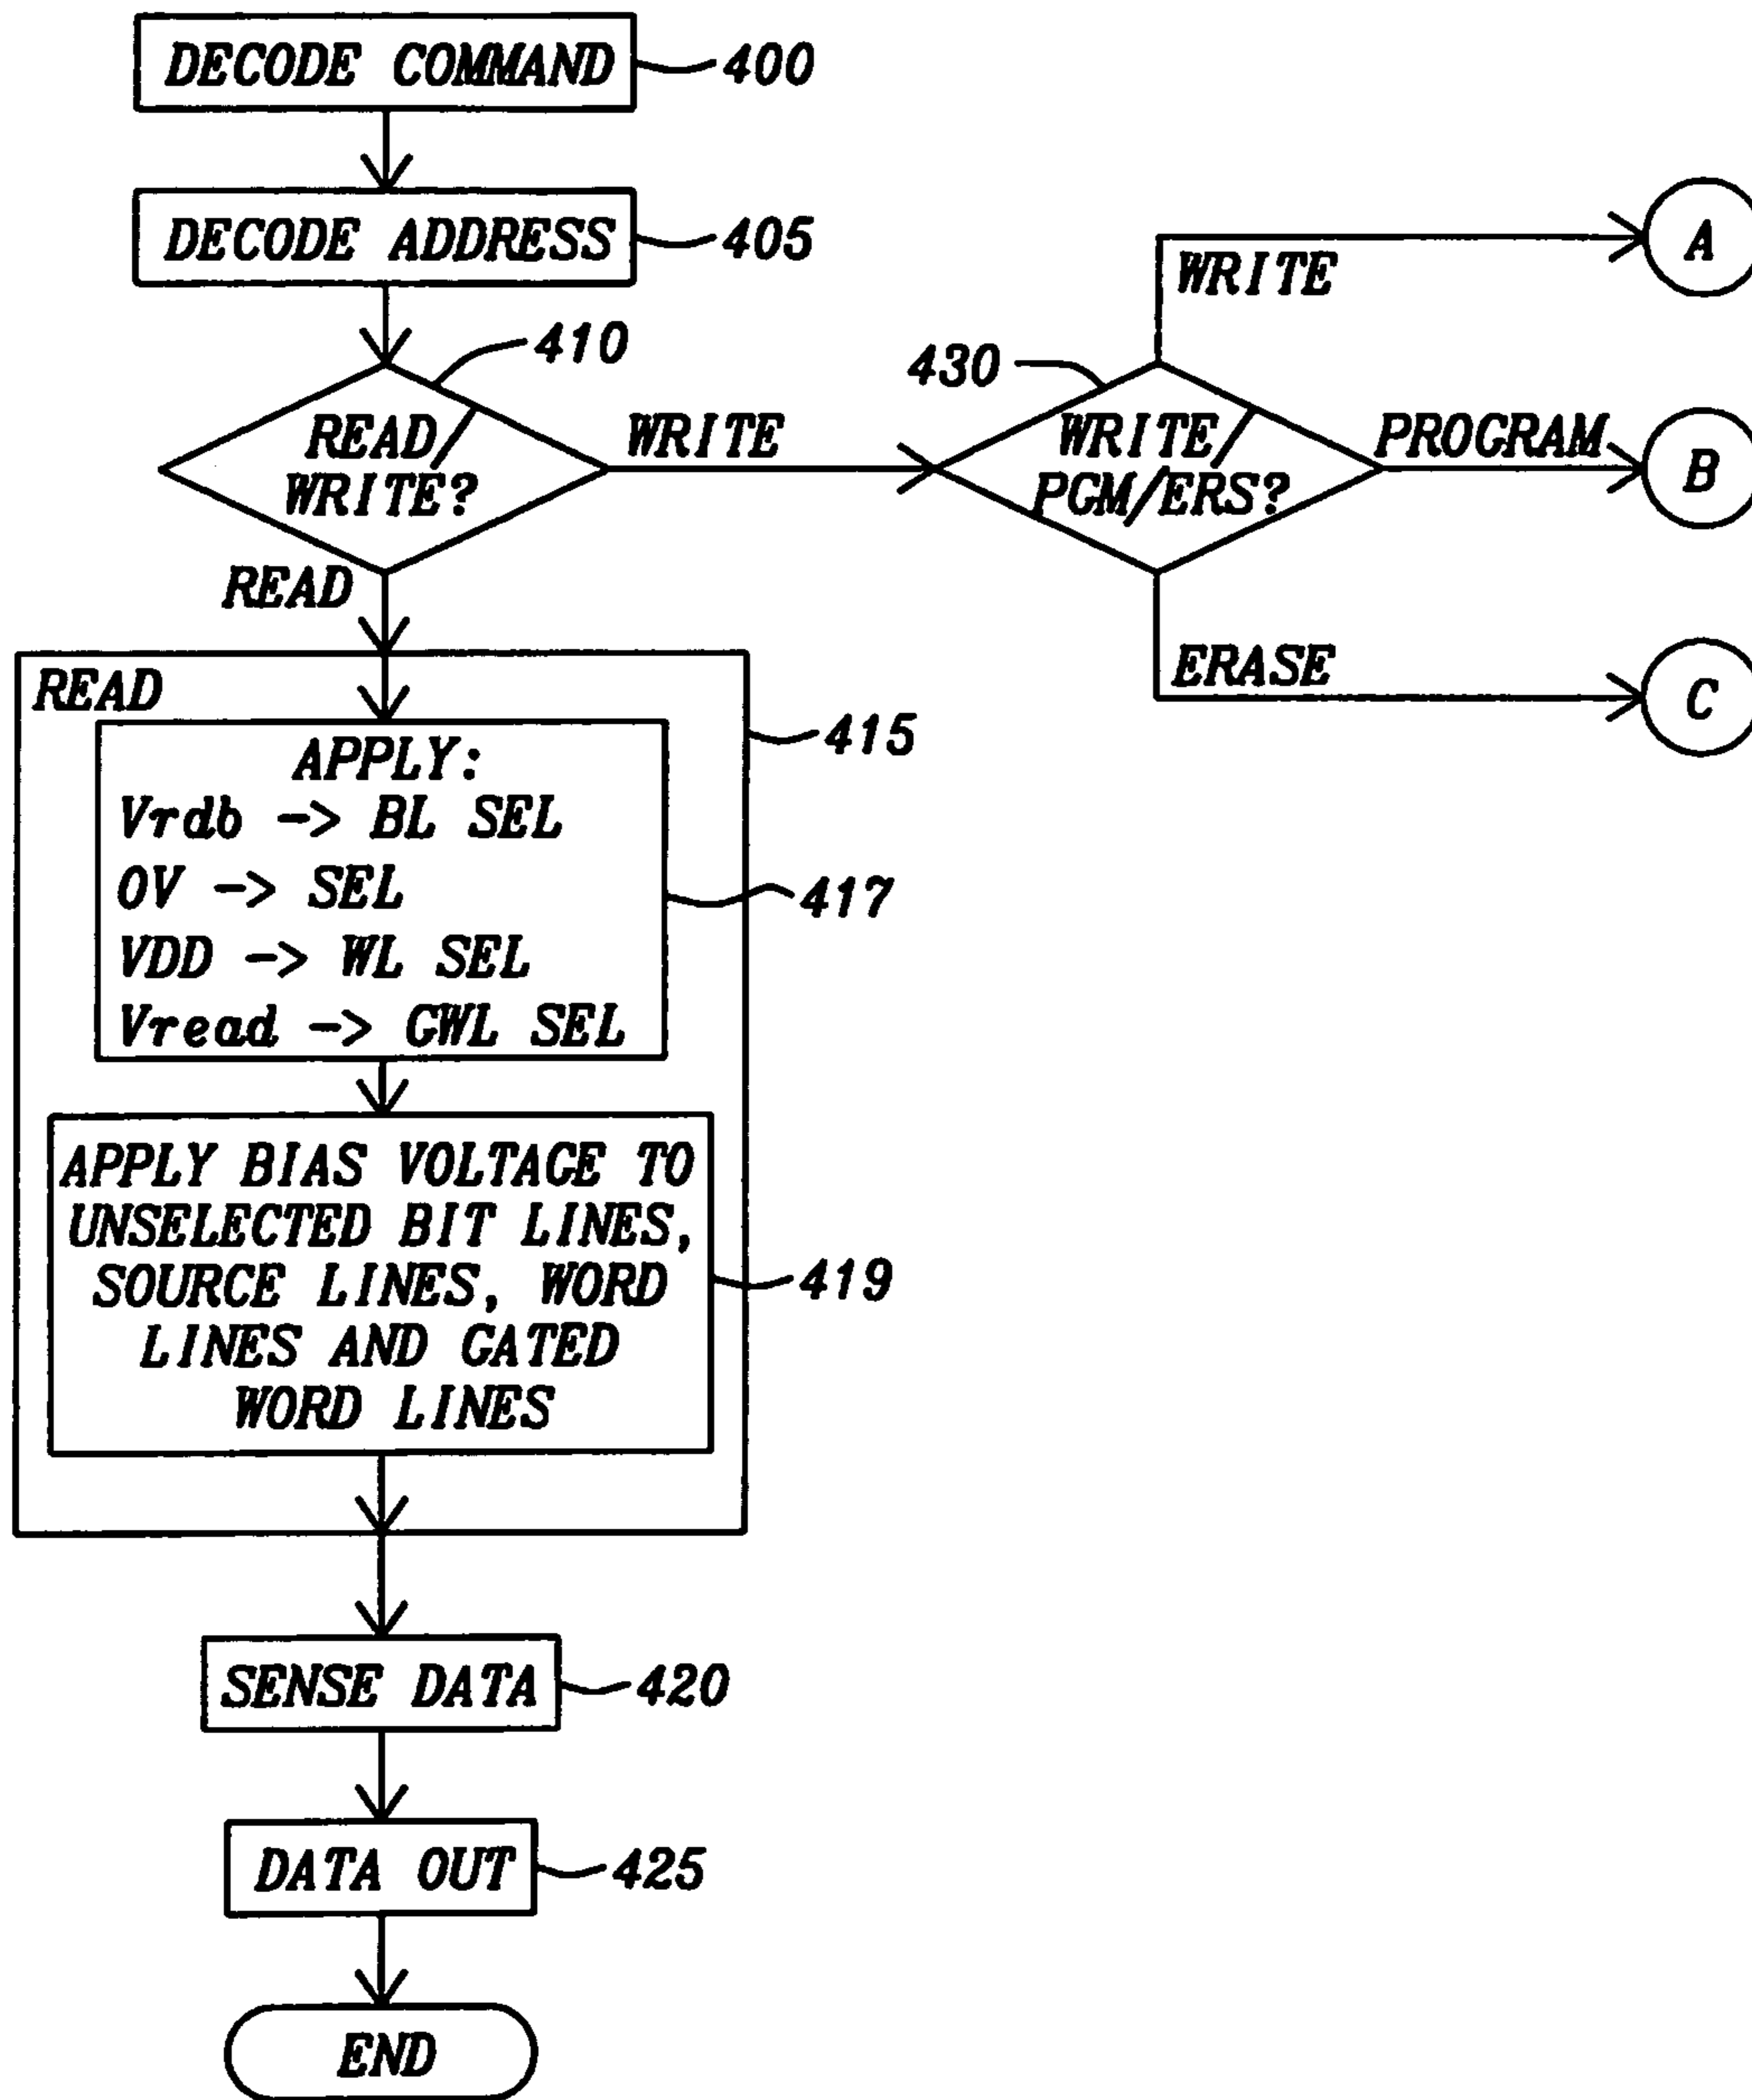 DECODE COMMAND
400
DECODE ADDRESS
405
410
READ/
WRITE?
WRITE
READ
430
WRITE/
PGM/ERS?
WRITE
A
PROGRAM
B
ERASE
C
READ
415
APPLY:
Vrdb -> BL SEL
0V -> SEL
VDD -> WL SEL
Vread -> GWL SEL
417
APPLY BIAS VOLTAGE TO
UNSELECTED BIT LINES,
SOURCE LINES, WORD
LINES AND GATED
WORD LINES
419
SENSE DATA
420
DATA OUT
425
END